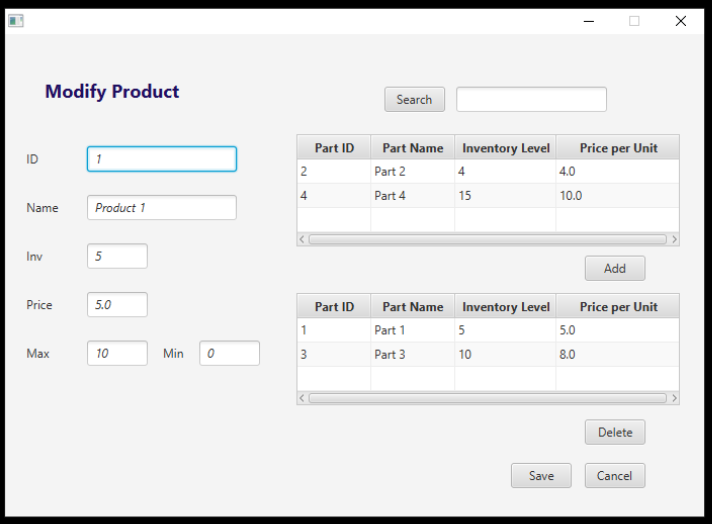 Modify Product
Search
ID 1
Name Product 1
Inv 5
Price 5.0
Max 10 Min 0
Part ID Part Name Inventory Level Price per Unit
2 Part 2 4 4.0
4 Part 4 15 10.0
Add
Part ID Part Name Inventory Level Price per Unit
1 Part 1 5 5.0
3 Part 3 10 8.0
Delete
Save Cancel